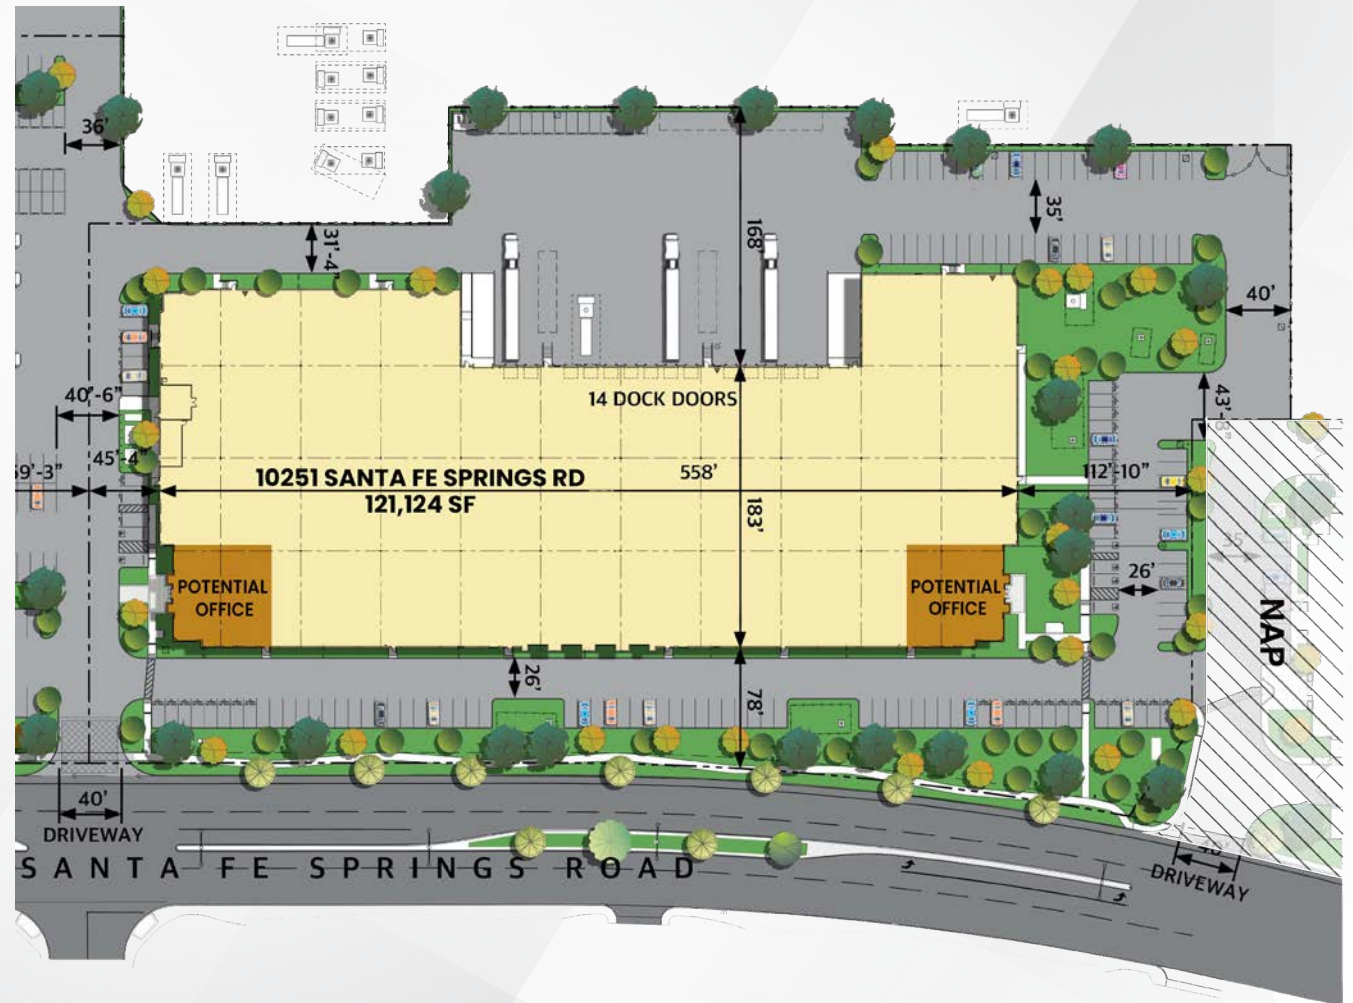 36'
168'
35'
31'-4"
40'
14 DOCK DOORS
40'-6"
43'-8"
45'-4"
10251 SANTA FE SPRINGS RD
121,124 SF
558'
112'-10"
183'
35'
26'
POTENTIAL
OFFICE
POTENTIAL
OFFICE
NAP
26'
78'
40'
DRIVEWAY
SANTA FE SPRINGS ROAD
DRIVEWAY